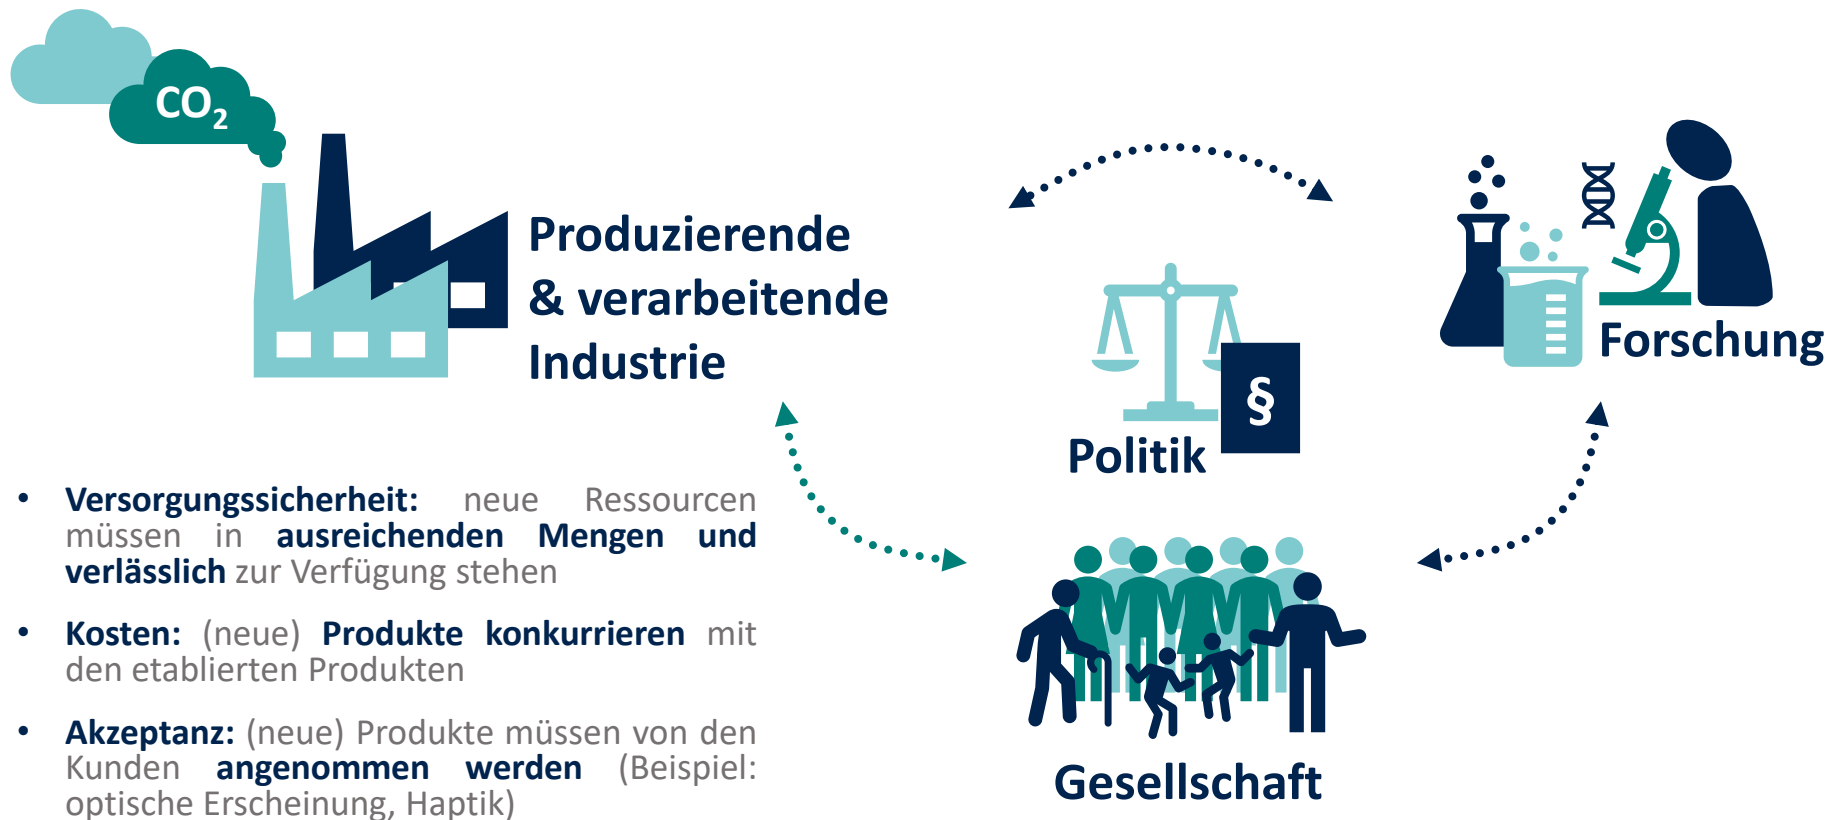 CO₂
Produzierende
& verarbeitende
Industrie
Forschung
§
Politik
• Versorgungssicherheit: neue Ressourcen
müssen in ausreichenden Mengen und
verlässlich zur Verfügung stehen
• Kosten: (neue) Produkte konkurrieren mit
den etablierten Produkten
• Akzeptanz: (neue) Produkte müssen von den
Kunden angenommen werden (Beispiel:
optische Erscheinung, Haptik)
Gesellschaft